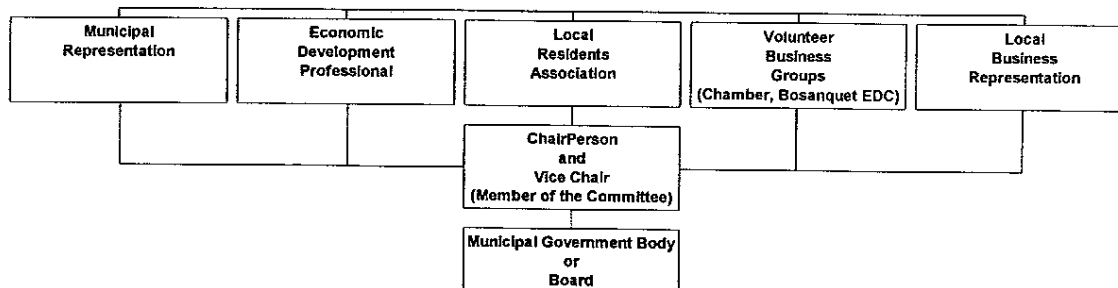 Municipal
Representation
Economic
Development
Professional
Local
Residents
Association
Volunteer
Business
Groups
(Chamber, Bosanquet EDC)
Local
Business
Representation
ChairPerson
and
Vice Chair
(Member of the Committee)
Municipal Government Body
or
Board